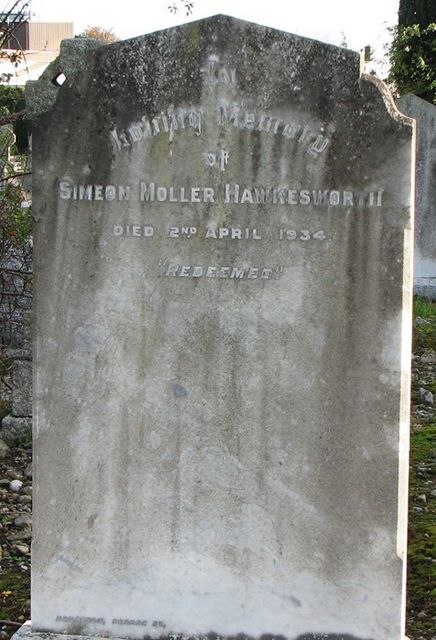 In
Loving Memory
of
SIMEON MOLLER HAWKESWORTH
DIED 2ND APRIL 1934.
"REDEEMED"